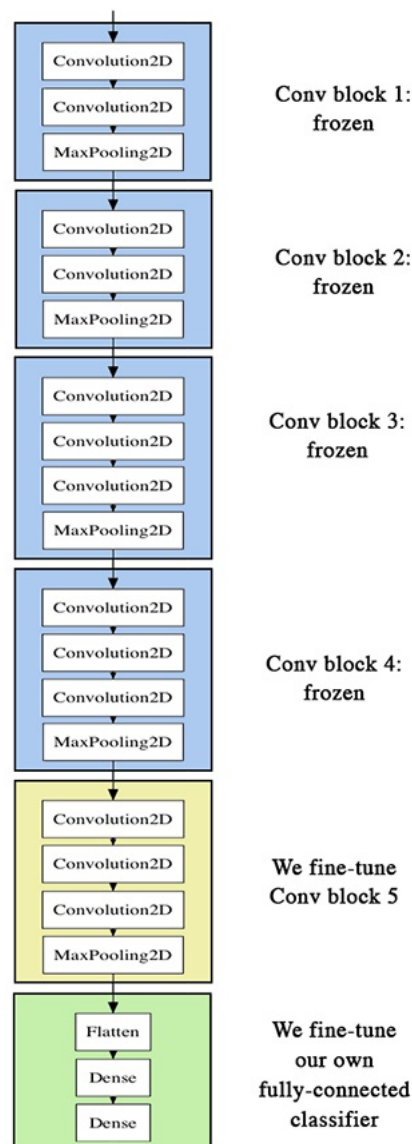 Convolution2D
Convolution2D
MaxPooling2D
Conv block 1:
frozen
Convolution2D
Convolution2D
MaxPooling2D
Conv block 2:
frozen
Convolution2D
Convolution2D
Convolution2D
MaxPooling2D
Conv block 3:
frozen
Convolution2D
Convolution2D
Convolution2D
MaxPooling2D
Conv block 4:
frozen
Convolution2D
Convolution2D
Convolution2D
MaxPooling2D
We fine-tune
Conv block 5
Flatten
Dense
Dense
We fine-tune
our own
fully-connected
classifier